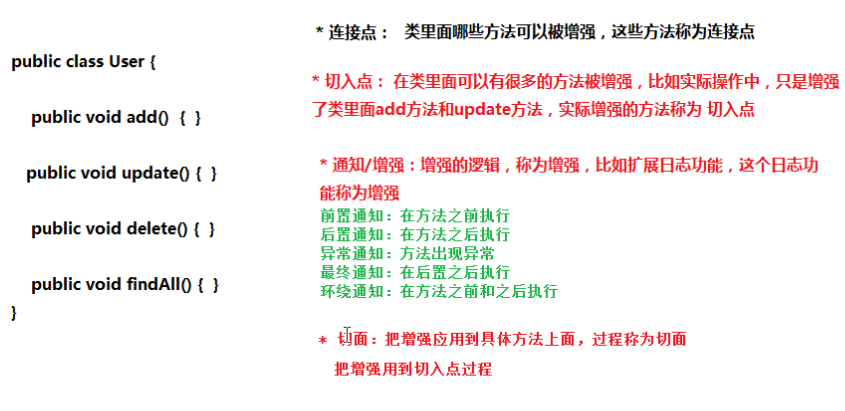 public class User {
public void add()  {  }
public void update() {  }
public void delete() {  }
public void findAll() {  }
}
* 连接点： 类里面哪些方法可以被增强，这些方法称为连接点
* 切入点： 在类里面可以有很多的方法被增强，比如实际操作中，只是增强
了类里面add方法和update方法，实际增强的方法称为 切入点
* 通知/增强：增强的逻辑，称为增强，比如扩展日志功能，这个日志功
能称为增强
前置通知：在方法之前执行
后置通知：在方法之后执行
异常通知：方法出现异常
最终通知：在后置之后执行
环绕通知：在方法之前和之后执行
* 切面：把增强应用到具体方法上面，过程称为切面
把增强用到切入点过程